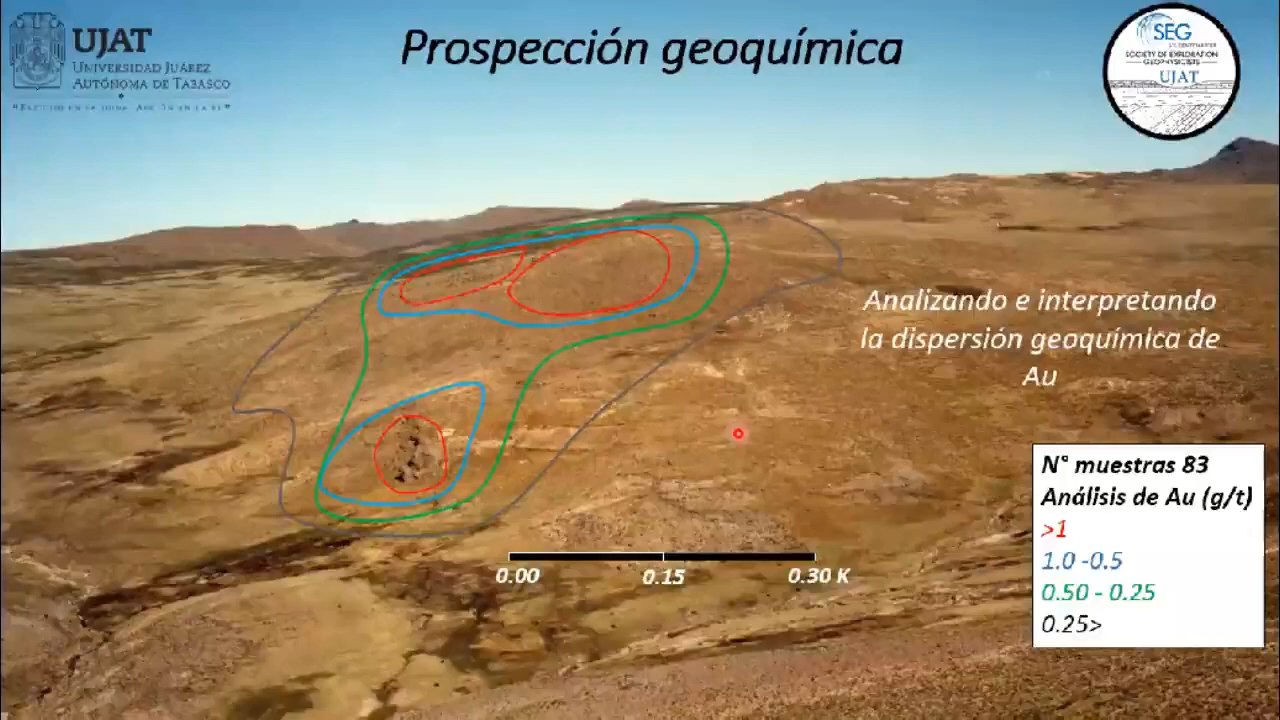 UJAT
UNIVERSIDAD JUÁREZ
AUTÓNOMA DE TABASCO
Prospección geoquímica
SEG
SOCIETY OF EXPLORATION
GEOPHYSICISTS
UJAT
Analizando e interpretando
la dispersión geoquímica de
Au
N° muestras 83
Análisis de Au (g/t)
>1
1.0 -0.5
0.50 - 0.25
0.25>
0.00 0.15 0.30 K